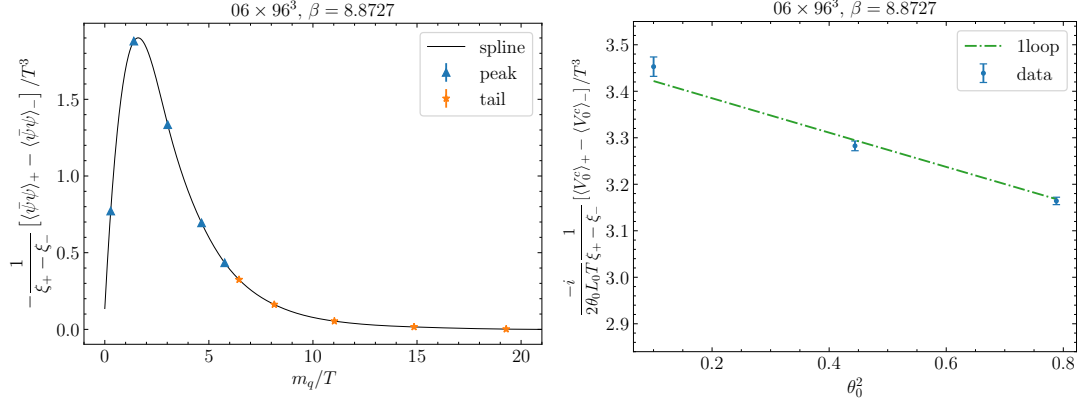 06 × 96³, β = 8.8727
− 1/(ξ₊ − ξ₋) [⟨ψ̄ψ⟩₊ − ⟨ψ̄ψ⟩₋] /T³
1.5
1.0
0.5
0.0
spline
peak
tail
0 5 10 15 20
m_q/T
06 × 96³, β = 8.8727
−i/(2θ₀L₀T) 1/(ξ₊ − ξ₋) [⟨V₀ᶜ⟩₊ − ⟨V₀ᶜ⟩₋]/T³
3.5
3.4
3.3
3.2
3.1
3.0
2.9
1loop
data
0.2 0.4 0.6 0.8
θ₀²